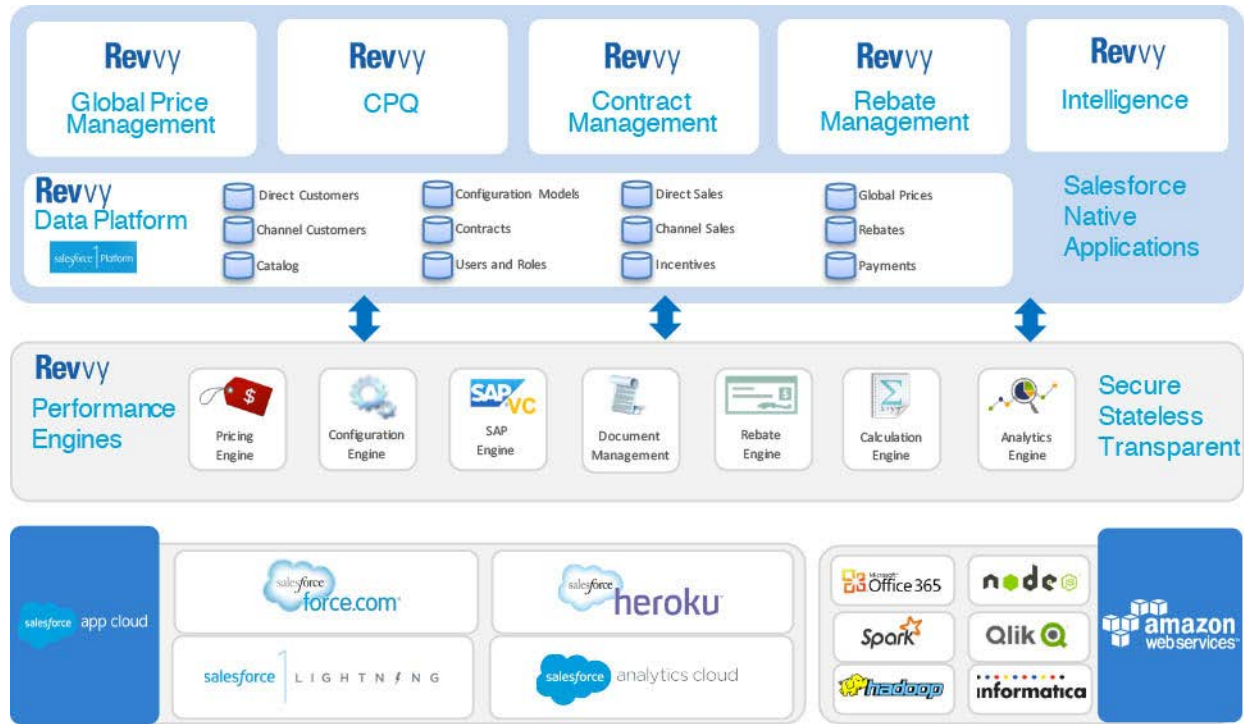 Revvy
Global Price
Management
Revvy
CPQ
Revvy
Contract
Management
Revvy
Rebate
Management
Revvy
Intelligence
Revvy
Data Platform
salesforce 1 Platform
Direct Customers
Channel Customers
Catalog
Configuration Models
Contracts
Users and Roles
Direct Sales
Channel Sales
Incentives
Global Prices
Rebates
Payments
Salesforce
Native
Applications
Revvy
Performance
Engines
$
Pricing
Engine
Configuration
Engine
SAP
VC
SAP
Engine
Document
Management
$
Rebate
Engine
Σ
Calculation
Engine
Analytics
Engine
Secure
Stateless
Transparent
salesforce app cloud
salesforce
force.com
salesforce
heroku
salesforce 1 LIGHTNING
salesforce analytics cloud
Microsoft
Office 365
node
Spark
Qlik
hadoop
informatica
amazon
web services